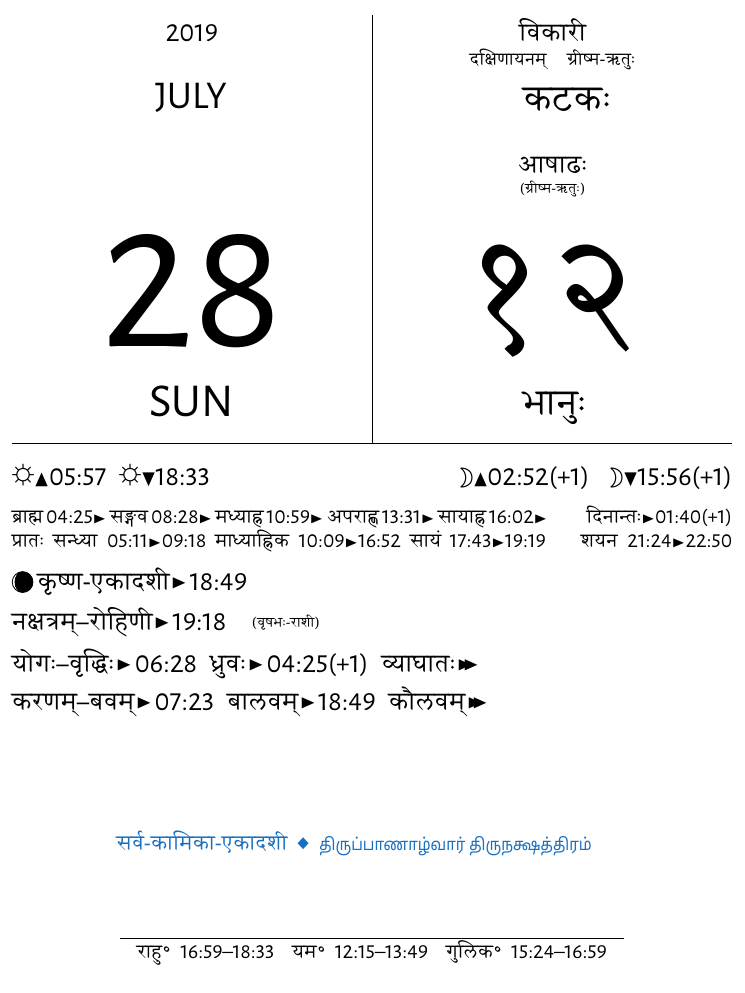 2019
JULY
28
SUN
विकारी
दक्षिणायनम् ग्रीष्म-ऋतुः
कटकः
आषाढः
(ग्रीष्म-ऋतुः)
१२
भानुः
☼▲05:57 ☼▼18:33 ☽▲02:52(+1) ☽▼15:56(+1)
ब्राह्म 04:25► सङ्गव 08:28► मध्याह्न 10:59► अपराह्ण 13:31► सायाह्न 16:02► दिनान्तः►01:40(+1)
प्रातः सन्ध्या 05:11►09:18 माध्याह्निक 10:09►16:52 सायं 17:43►19:19 शयन 21:24►22:50
कृष्ण-एकादशी►18:49
नक्षत्रम्–रोहिणी►19:18 (वृषभः-राशी)
योगः–वृद्धिः► 06:28 ध्रुवः► 04:25(+1) व्याघातः►►
करणम्–बवम्► 07:23 बालवम्►18:49 कौलवम्►►
सर्व-कामिका-एकादशी ◆ திருப்பாணாழ்வார் திருநக்ஷத்திரம்
राहु° 16:59–18:33 यम° 12:15–13:49 गुलिक° 15:24–16:59